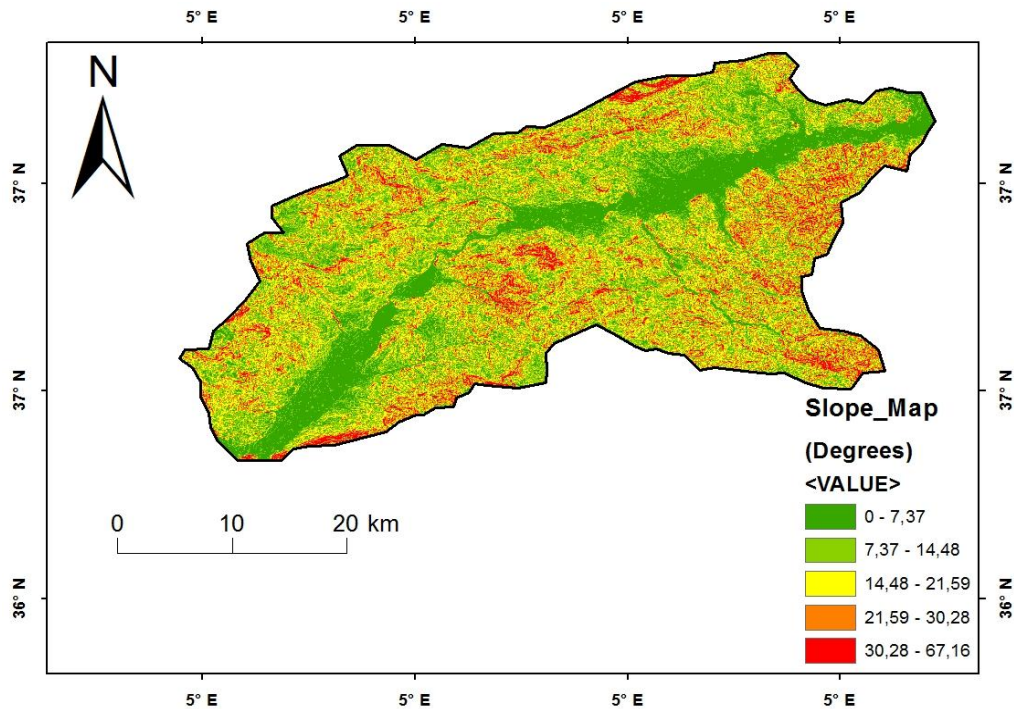 5° E 5° E 5° E 5° E
N
37° N 37° N
37° N 37° N
Slope_Map
(Degrees)
<VALUE>
0 - 7,37
7,37 - 14,48
14,48 - 21,59
21,59 - 30,28
30,28 - 67,16
0 10 20 km
36° N 36° N
5° E 5° E 5° E 5° E